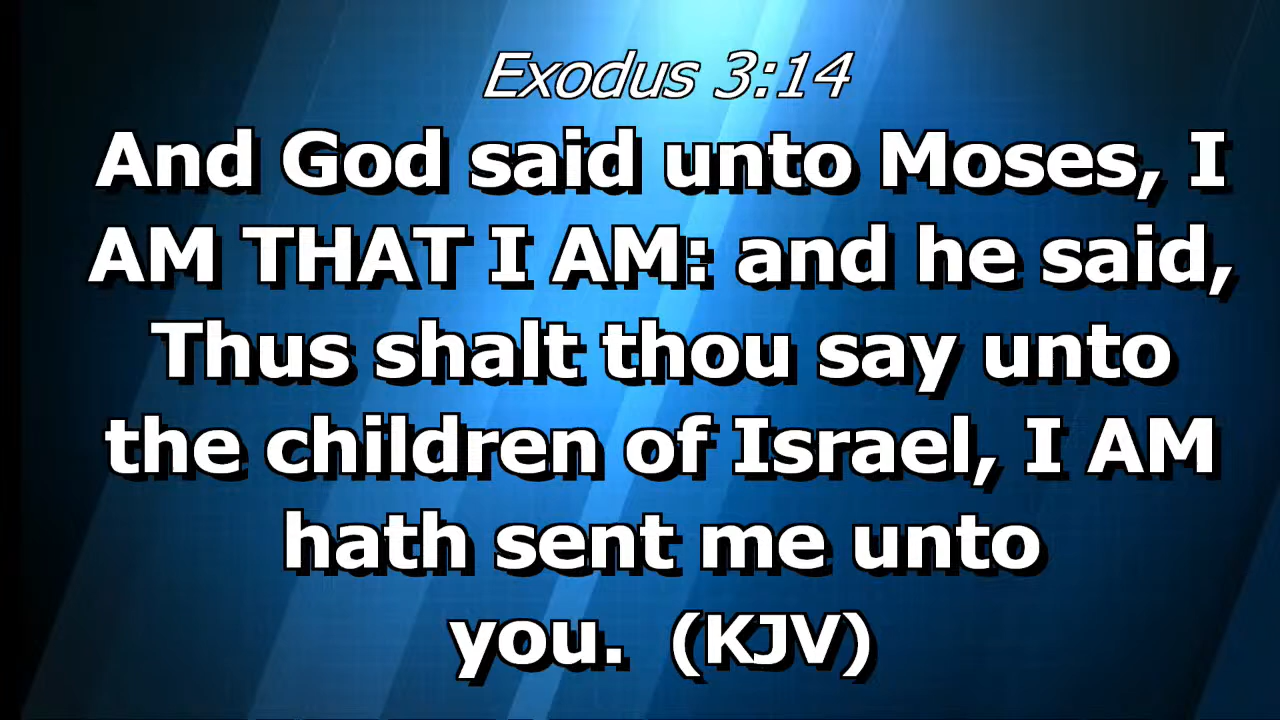 Exodus 3:14
And God said unto Moses, I
AM THAT I AM: and he said,
Thus shalt thou say unto
the children of Israel, I AM
hath sent me unto
you. (KJV)